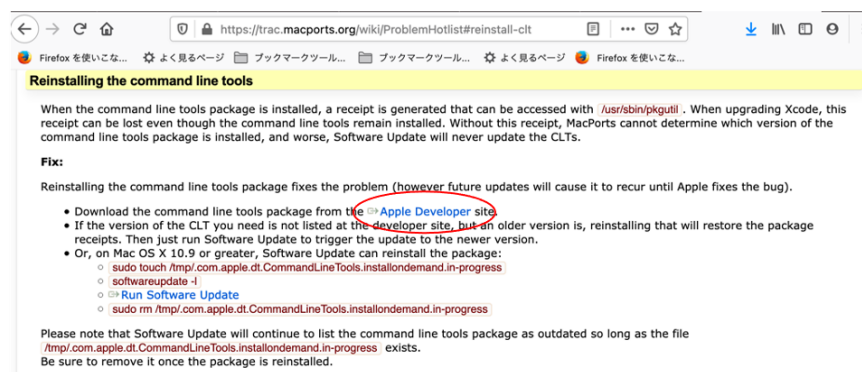 https://trac.macports.org/wiki/ProblemHotlist#reinstall-clt
Firefox を使いこな... よく見るページ ブックマークツール... ブックマークツール... よく見るページ Firefox を使いこな...
Reinstalling the command line tools
When the command line tools package is installed, a receipt is generated that can be accessed with /usr/sbin/pkgutil . When upgrading Xcode, this
receipt can be lost even though the command line tools remain installed. Without this receipt, MacPorts cannot determine which version of the
command line tools package is installed, and worse, Software Update will never update the CLTs.
Fix:
Reinstalling the command line tools package fixes the problem (however future updates will cause it to recur until Apple fixes the bug).
Download the command line tools package from the Apple Developer site.
If the version of the CLT you need is not listed at the developer site, but an older version is, reinstalling that will restore the package
receipts. Then just run Software Update to trigger the update to the newer version.
Or, on Mac OS X 10.9 or greater, Software Update can reinstall the package:
sudo touch /tmp/.com.apple.dt.CommandLineTools.installondemand.in-progress
softwareupdate -l
Run Software Update
sudo rm /tmp/.com.apple.dt.CommandLineTools.installondemand.in-progress
Please note that Software Update will continue to list the command line tools package as outdated so long as the file
/tmp/.com.apple.dt.CommandLineTools.installondemand.in-progress exists.
Be sure to remove it once the package is reinstalled.